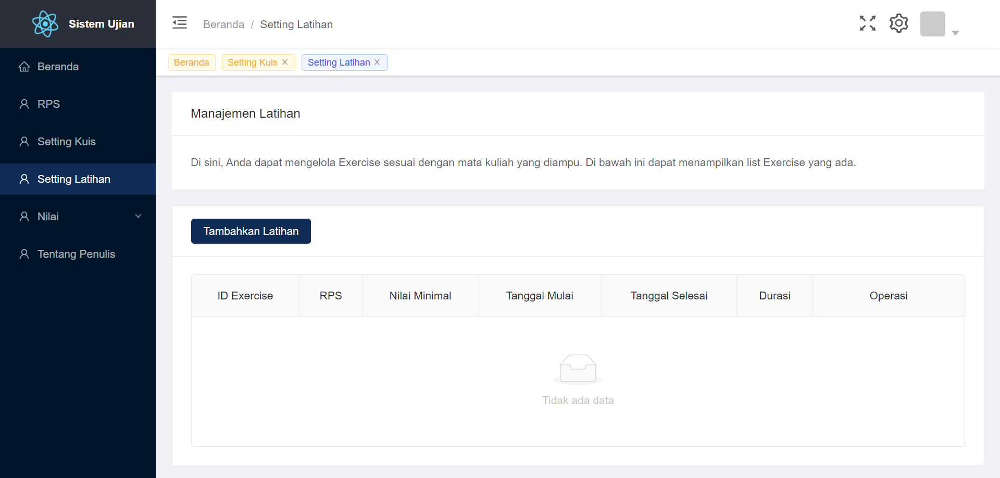 Sistem Ujian
Beranda
RPS
Setting Kuis
Setting Latihan
Nilai
Tentang Penulis
Beranda / Setting Latihan
Beranda
Setting Kuis
Setting Latihan
Manajemen Latihan
Di sini, Anda dapat mengelola Exercise sesuai dengan mata kuliah yang diampu. Di bawah ini dapat menampilkan list Exercise yang ada.
Tambahkan Latihan
ID Exercise RPS Nilai Minimal Tanggal Mulai Tanggal Selesai Durasi Operasi
Tidak ada data